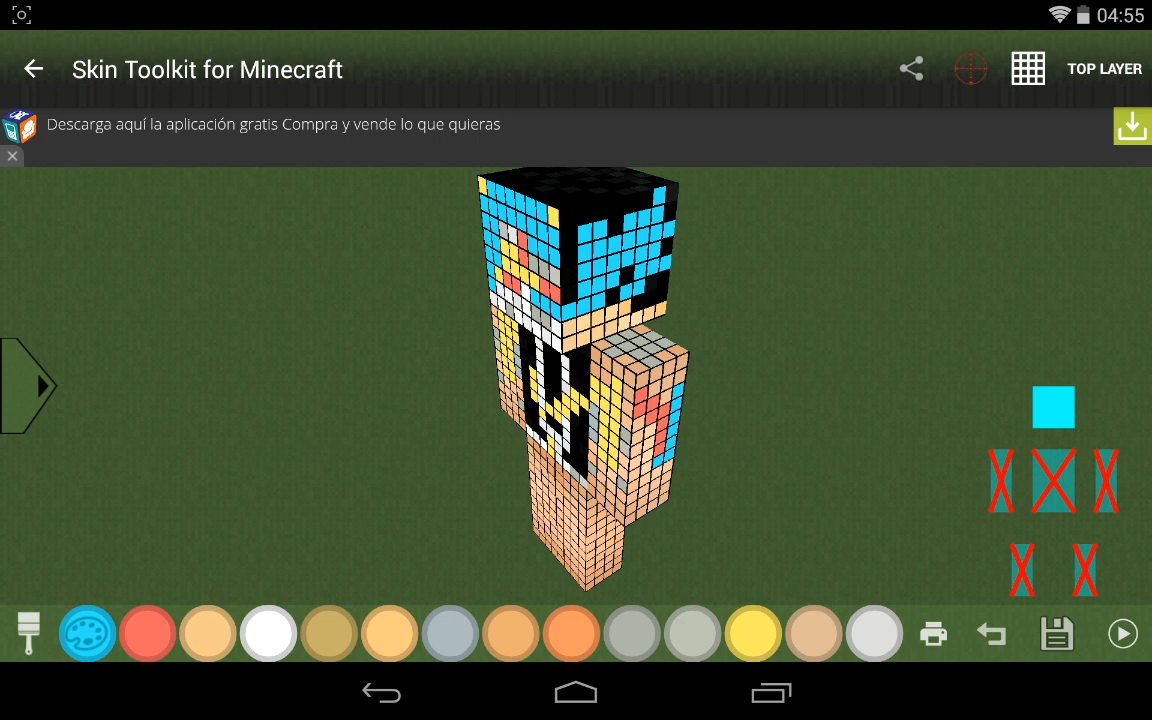 04:55
Skin Toolkit for Minecraft
TOP LAYER
Descarga aquí la aplicación gratis Compra y vende lo que quieras